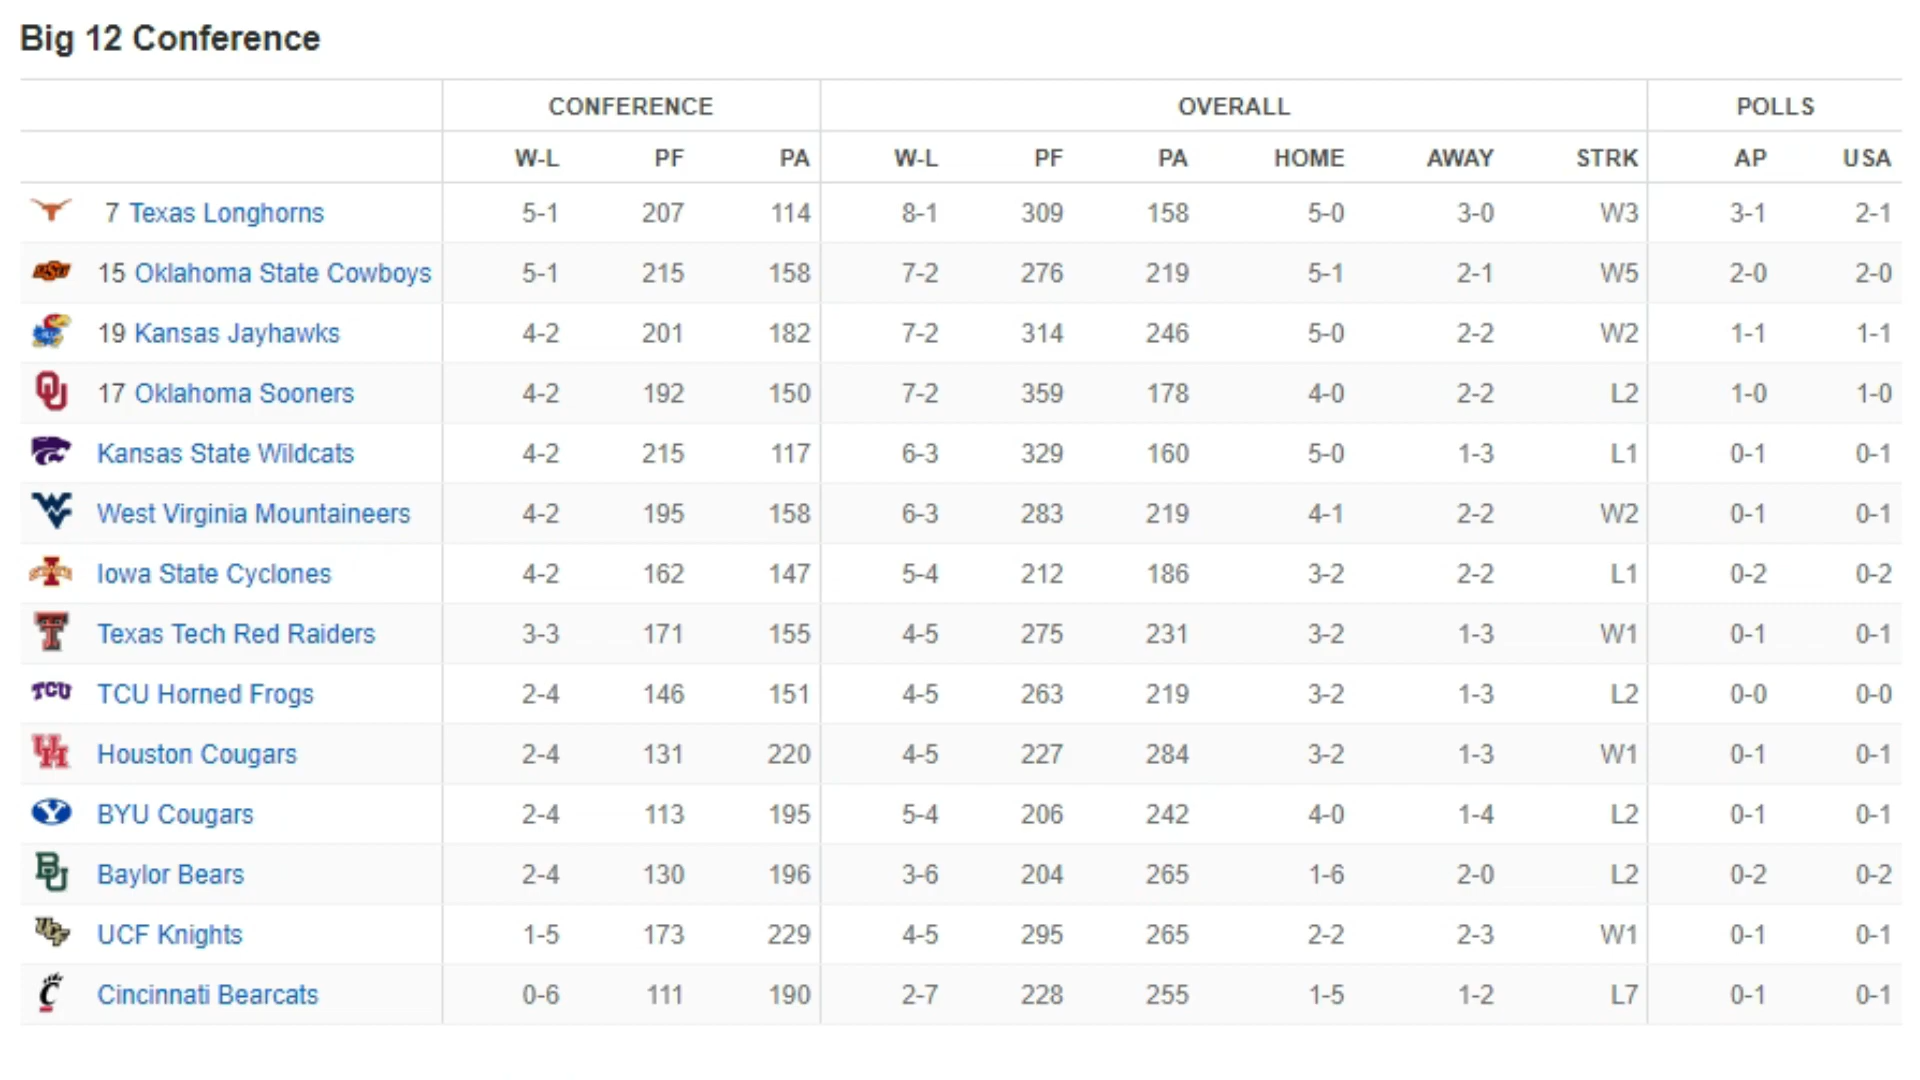 Big 12 Conference
CONFERENCE OVERALL POLLS
W-L PF PA W-L PF PA HOME AWAY STRK AP USA
7 Texas Longhorns 5-1 207 114 8-1 309 158 5-0 3-0 W3 3-1 2-1
OSU 15 Oklahoma State Cowboys 5-1 215 158 7-2 276 219 5-1 2-1 W5 2-0 2-0
19 Kansas Jayhawks 4-2 201 182 7-2 314 246 5-0 2-2 W2 1-1 1-1
OU 17 Oklahoma Sooners 4-2 192 150 7-2 359 178 4-0 2-2 L2 1-0 1-0
Kansas State Wildcats 4-2 215 117 6-3 329 160 5-0 1-3 L1 0-1 0-1
WV West Virginia Mountaineers 4-2 195 158 6-3 283 219 4-1 2-2 W2 0-1 0-1
Iowa State Cyclones 4-2 162 147 5-4 212 186 3-2 2-2 L1 0-2 0-2
T Texas Tech Red Raiders 3-3 171 155 4-5 275 231 3-2 1-3 W1 0-1 0-1
TCU TCU Horned Frogs 2-4 146 151 4-5 263 219 3-2 1-3 L2 0-0 0-0
UH Houston Cougars 2-4 131 220 4-5 227 284 3-2 1-3 W1 0-1 0-1
Y BYU Cougars 2-4 113 195 5-4 206 242 4-0 1-4 L2 0-1 0-1
BU Baylor Bears 2-4 130 196 3-6 204 265 1-6 2-0 L2 0-2 0-2
UCF UCF Knights 1-5 173 229 4-5 295 265 2-2 2-3 W1 0-1 0-1
C Cincinnati Bearcats 0-6 111 190 2-7 228 255 1-5 1-2 L7 0-1 0-1